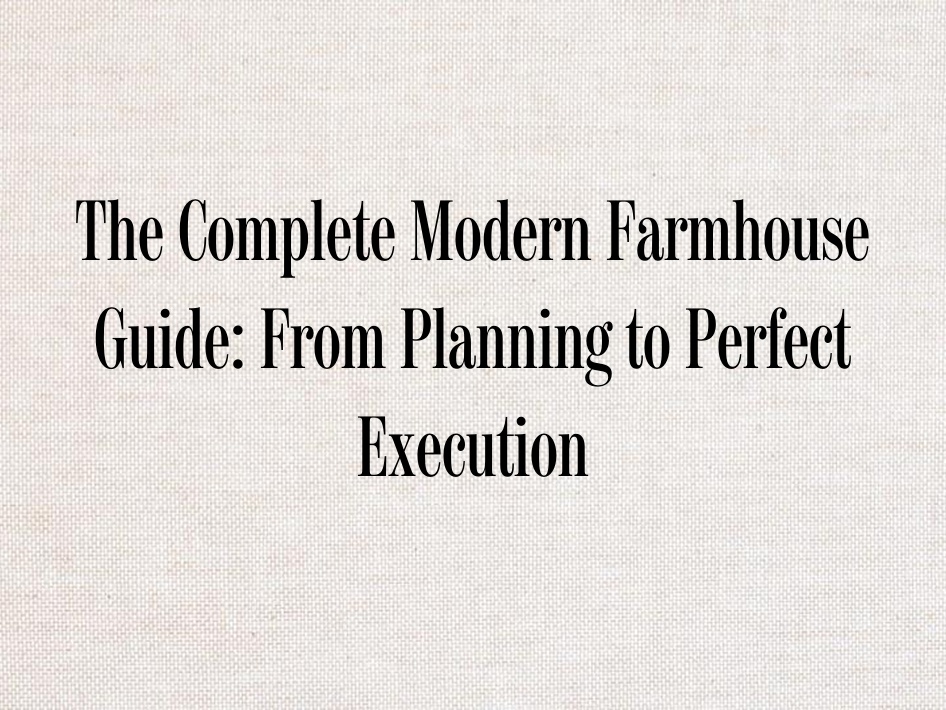 The Complete Modern Farmhouse
Guide: From Planning to Perfect
Execution